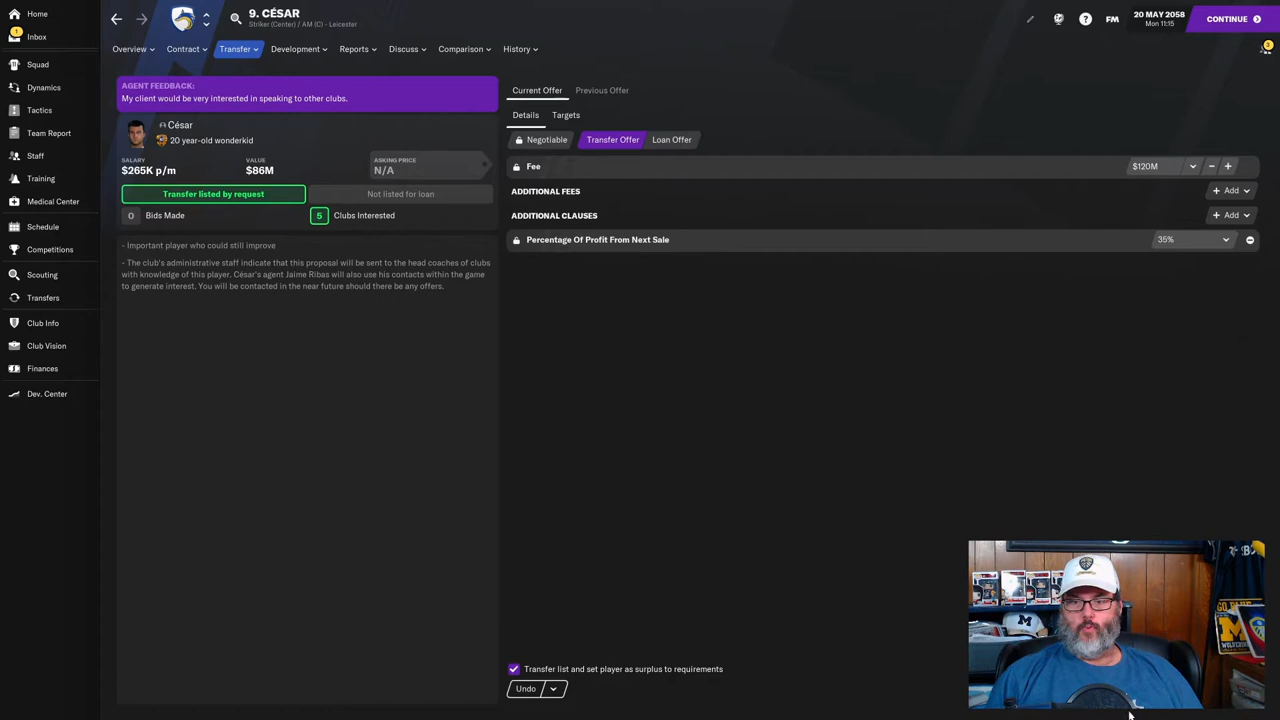 Home
Inbox
Squad
Dynamics
Tactics
Team Report
Staff
Training
Medical Center
Schedule
Competitions
Scouting
Transfers
Club Info
Club Vision
Finances
Dev. Center
1
9. CÉSAR
Striker (Center) / AM (C) - Leicester
FM
20 MAY 2058
Mon 11:15
CONTINUE
3
Overview
Contract
Transfer
Development
Reports
Discuss
Comparison
History
AGENT FEEDBACK:
My client would be very interested in speaking to other clubs.
César
20 year-old wonderkid
SALARY
$265K p/m
VALUE
$86M
ASKING PRICE
N/A
Transfer listed by request
Not listed for loan
0 Bids Made
5 Clubs Interested
- Important player who could still improve
- The club's administrative staff indicate that this proposal will be sent to the head coaches of clubs
with knowledge of this player. César's agent Jaime Ribas will also use his contacts within the game
to generate interest. You will be contacted in the near future should there be any offers.
Current Offer
Previous Offer
Details
Targets
Negotiable
Transfer Offer
Loan Offer
Fee
$120M
ADDITIONAL FEES
Add
ADDITIONAL CLAUSES
Add
Percentage Of Profit From Next Sale
35%
Transfer list and set player as surplus to requirements
Undo
M